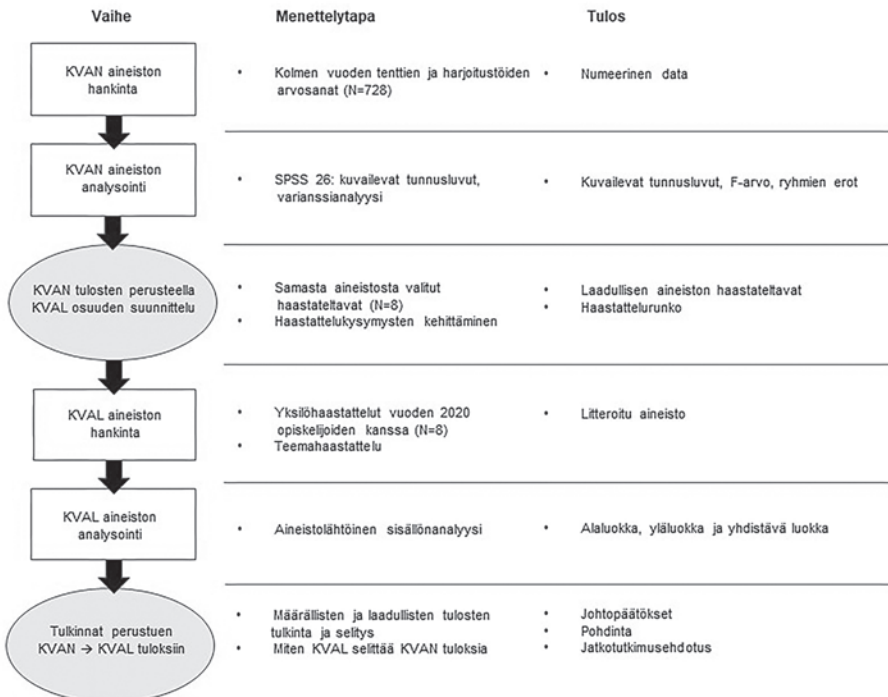 Vaihe Menettelytapa Tulos
KVAN aineiston
hankinta
• Kolmen vuoden tenttien ja harjoitustöiden
arvosanat (N=728)
• Numeerinen data
KVAN aineiston
analysointi
• SPSS 26: kuvailevat tunnusluvut,
varianssianalyysi
• Kuvailevat tunnusluvut, F-arvo, ryhmien erot
KVAN tulosten perusteella
KVAL osuuden suunnittelu
• Samasta aineistosta valitut
haastateltavat (N=8)
• Haastattelukysymysten kehittäminen
• Laadullisen aineiston haastateltavat
• Haastattelurunko
KVAL aineiston
hankinta
• Yksilöhaastattelut vuoden 2020
opiskelijoiden kanssa (N=8)
• Teemahaastattelu
• Litteroitu aineisto
KVAL aineiston
analysointi
• Aineistolähtöinen sisällönanalyysi
• Alaluokka, yläluokka ja yhdistävä luokka
Tulkinnat perustuen
KVAN → KVAL tuloksiin
• Määrällisten ja laadullisten tulosten
tulkinta ja selitys
• Miten KVAL selittää KVAN tuloksia
• Johtopäätökset
• Pohdinta
• Jatkotutkimusehdotus